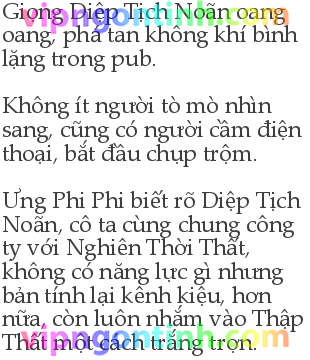 Giọng Diệp Tịch Noãn oang
oang, phá tan không khí bình
lặng trong pub.
Không ít người tò mò nhìn
sang, cũng có người cầm điện
thoại, bắt đầu chụp trộm.
Ưng Phi Phi biết rõ Diệp Tịch
Noãn, cô ta cùng chung công
ty với Nghiên Thời Thất,
không có năng lực gì nhưng
bản tính lại kênh kiệu, hơn
nữa, còn luôn nhắm vào Thập
Thất một cách trắng trợn.
vipngontinh.com
vipngontinh.com